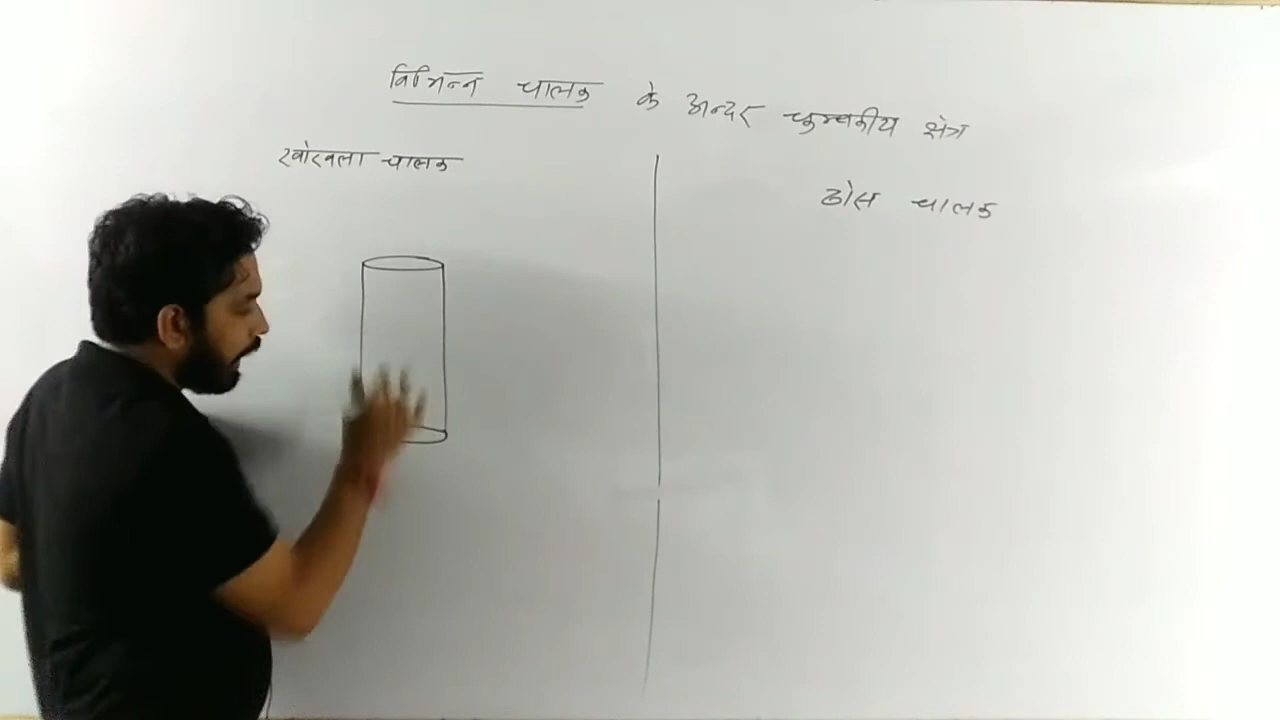 विभिन्न चालक के अन्दर चुम्बकीय क्षेत्र
खोखला चालक
ठोस चालक